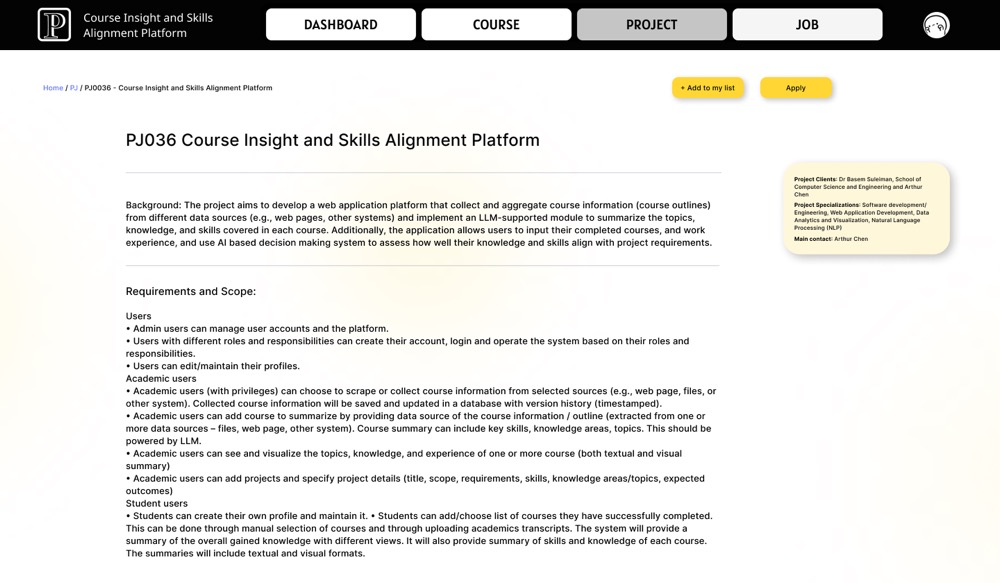 P
Course Insight and Skills
Alignment Platform
DASHBOARD
COURSE
PROJECT
JOB
Home / PJ / PJ0036 - Course Insight and Skills Alignment Platform
+ Add to my list
Apply
PJ036 Course Insight and Skills Alignment Platform
Background: The project aims to develop a web application platform that collect and aggregate course information (course outlines)
from different data sources (e.g., web pages, other systems) and implement an LLM-supported module to summarize the topics,
knowledge, and skills covered in each course. Additionally, the application allows users to input their completed courses, and work
experience, and use AI based decision making system to assess how well their knowledge and skills align with project requirements.
Project Clients: Dr Basem Suleiman, School of
Computer Science and Engineering and Arthur
Chen
Project Specializations: Software development/
Engineering, Web Application Development, Data
Analytics and Visualization, Natural Language
Processing (NLP)
Main contact: Arthur Chen
Requirements and Scope:
Users
• Admin users can manage user accounts and the platform.
• Users with different roles and responsibilities can create their account, login and operate the system based on their roles and
responsibilities.
• Users can edit/maintain their profiles.
Academic users
• Academic users (with privileges) can choose to scrape or collect course information from selected sources (e.g., web page, files, or
other system). Collected course information will be saved and updated in a database with version history (timestamped).
• Academic users can add course to summarize by providing data source of the course information / outline (extracted from one or
more data sources – files, web page, other system). Course summary can include key skills, knowledge areas, topics. This should be
powered by LLM.
• Academic users can see and visualize the topics, knowledge, and experience of one or more course (both textual and visual
summary)
• Academic users can add projects and specify project details (title, scope, requirements, skills, knowledge areas/topics, expected
outcomes)
Student users
• Students can create their own profile and maintain it. • Students can add/choose list of courses they have successfully completed.
This can be done through manual selection of courses and through uploading academics transcripts. The system will provide a
summary of the overall gained knowledge with different views. It will also provide summary of skills and knowledge of each course.
The summaries will include textual and visual formats.